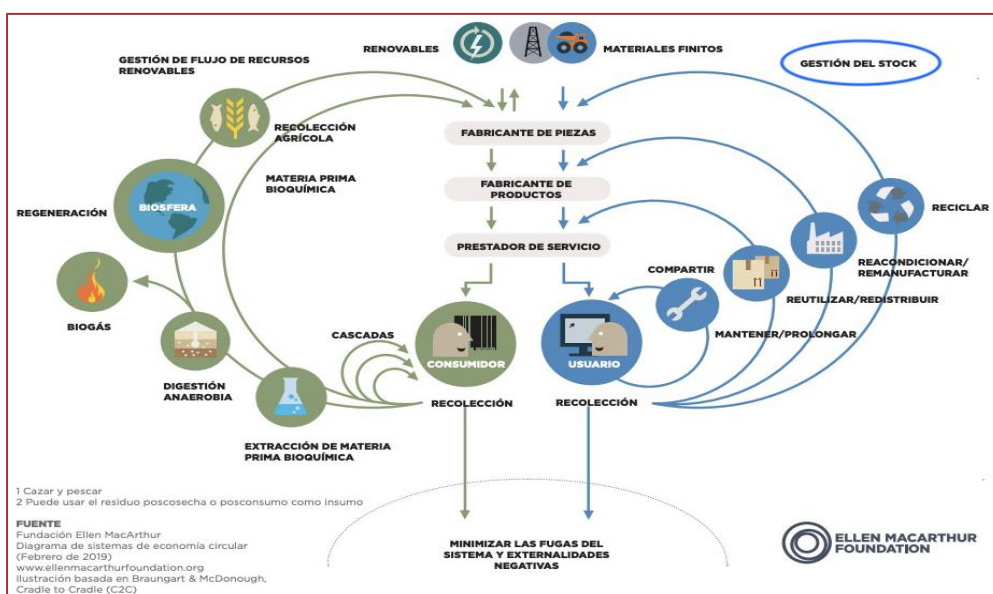 RENOVABLES
MATERIALES FINITOS
GESTIÓN DE FLUJO DE RECURSOS
RENOVABLES
GESTIÓN DEL STOCK
RECOLECCIÓN
AGRÍCOLA
FABRICANTE DE PIEZAS
MATERIA PRIMA
BIOQUÍMICA
FABRICANTE DE
PRODUCTOS
REGENERACIÓN
BIOSFERA
RECICLAR
PRESTADOR DE SERVICIO
REACONDICIONAR/
REMANUFACTURAR
COMPARTIR
REUTILIZAR/REDISTRIBUIR
BIOGÁS
CASCADAS
MANTENER/PROLONGAR
CONSUMIDOR
USUARIO
DIGESTIÓN
ANAEROBIA
RECOLECCIÓN
RECOLECCIÓN
EXTRACCIÓN DE MATERIA
PRIMA BIOQUÍMICA
1 Cazar y pescar
2 Puede usar el residuo poscosecha o posconsumo como insumo
FUENTE
Fundación Ellen MacArthur
Diagrama de sistemas de economía circular
(Febrero de 2019)
www.ellenmacarthurfoundation.org
Ilustración basada en Braungart & McDonough,
Cradle to Cradle (C2C)
MINIMIZAR LAS FUGAS DEL
SISTEMA Y EXTERNALIDADES
NEGATIVAS
ELLEN MACARTHUR
FOUNDATION